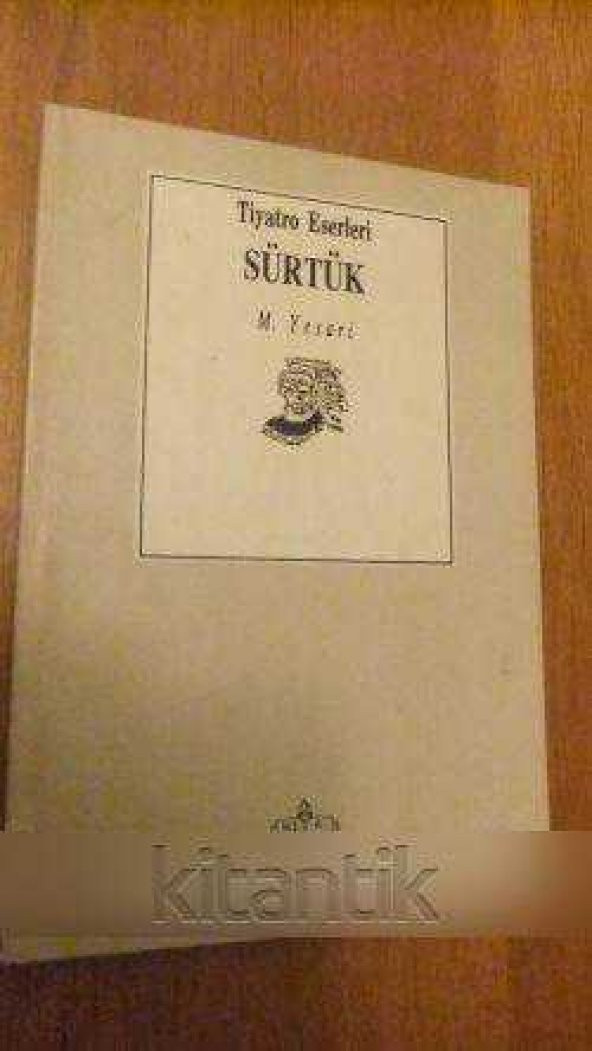 Tiyatro Eserleri
SÜRTÜK
M. Yesari
kitantik